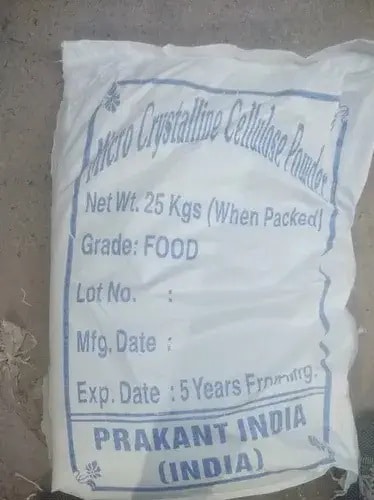 Micro Crystalline Cellulose Powder
Net Wt. 25 Kgs (When Packed)
Grade: FOOD
Lot No. :
Mfg. Date :
Exp. Date : 5 Years From mfg.
PRAKANT INDIA
(INDIA)